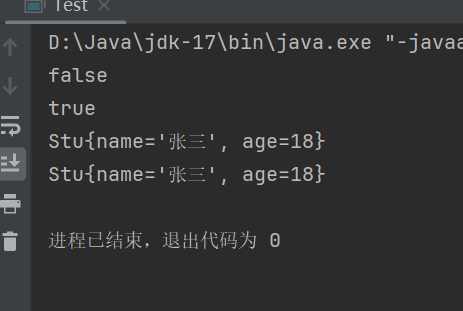 Test
D:\Java\jdk-17\bin\java.exe "-javaa
false
true
Stu{name='张三', age=18}
Stu{name='张三', age=18}
进程已结束，退出代码为 0